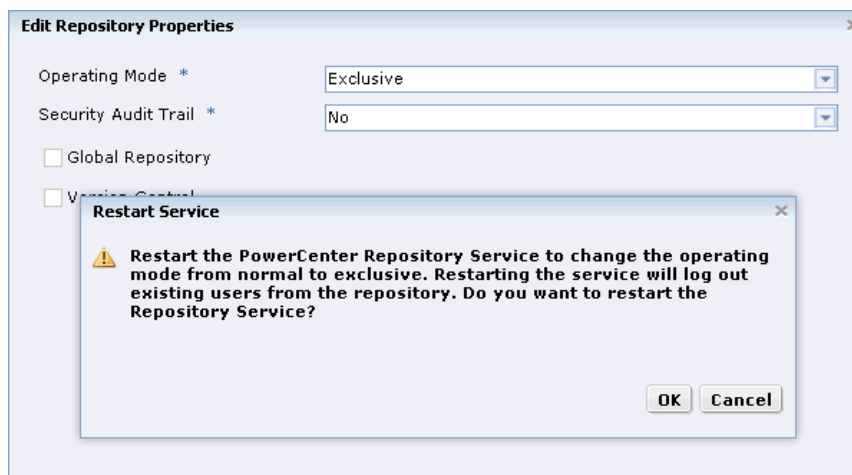 Edit Repository Properties
Operating Mode *
Exclusive
Security Audit Trail *
No
Global Repository
Version Control
Restart Service
Restart the PowerCenter Repository Service to change the operating
mode from normal to exclusive. Restarting the service will log out
existing users from the repository. Do you want to restart the
Repository Service?
OK Cancel